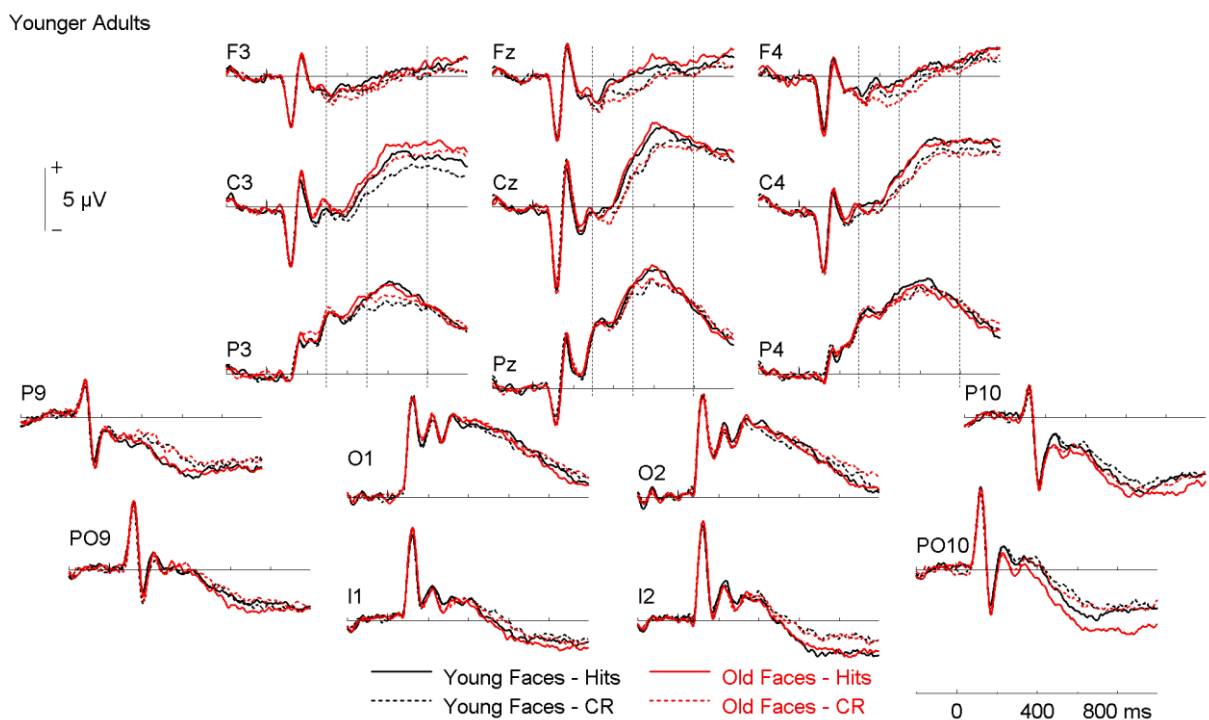 Younger Adults
F3 Fz F4
+
5 µV
–
C3 Cz C4
P3 Pz P4
P9 P10
O1 O2
PO9 PO10
I1 I2
Young Faces - Hits Old Faces - Hits
Young Faces - CR Old Faces - CR
0 400 800 ms